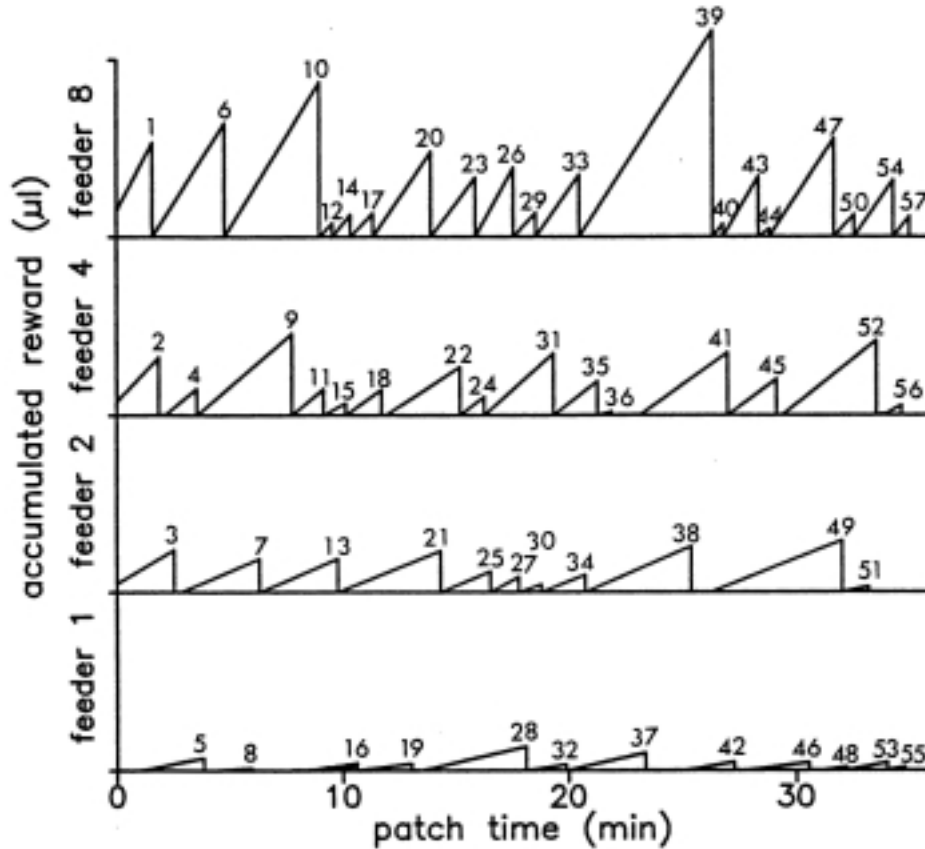 accumulated reward (µl)
feeder 8
1 6 10 12 14 17 20 23 26 29 33 39 40 43 44 47 50 54 57
feeder 4
2 4 9 11 15 18 22 24 31 35 36 41 45 52 56
feeder 2
3 7 13 21 25 27 30 34 38 49 51
feeder 1
5 8 16 19 28 32 37 42 46 48 53 55
0 10 20 30
patch time (min)